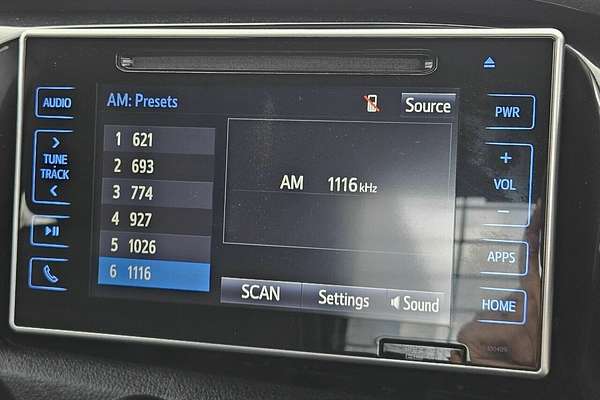 AM: Presets
Source
AUDIO
PWR
1 621
2 693
3 774
4 927
5 1026
6 1116
AM 1116 kHz
TUNE
TRACK
+
VOL
−
APPS
HOME
SCAN
Settings
Sound